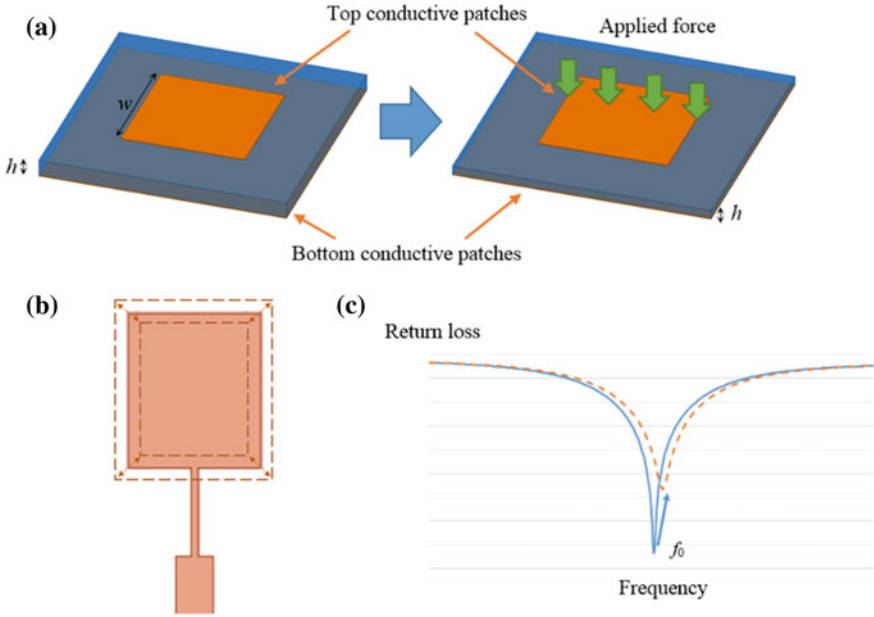 (a)
Top conductive patches
Applied force
w
h
h
Bottom conductive patches
(b)
(c)
Return loss
f0
Frequency